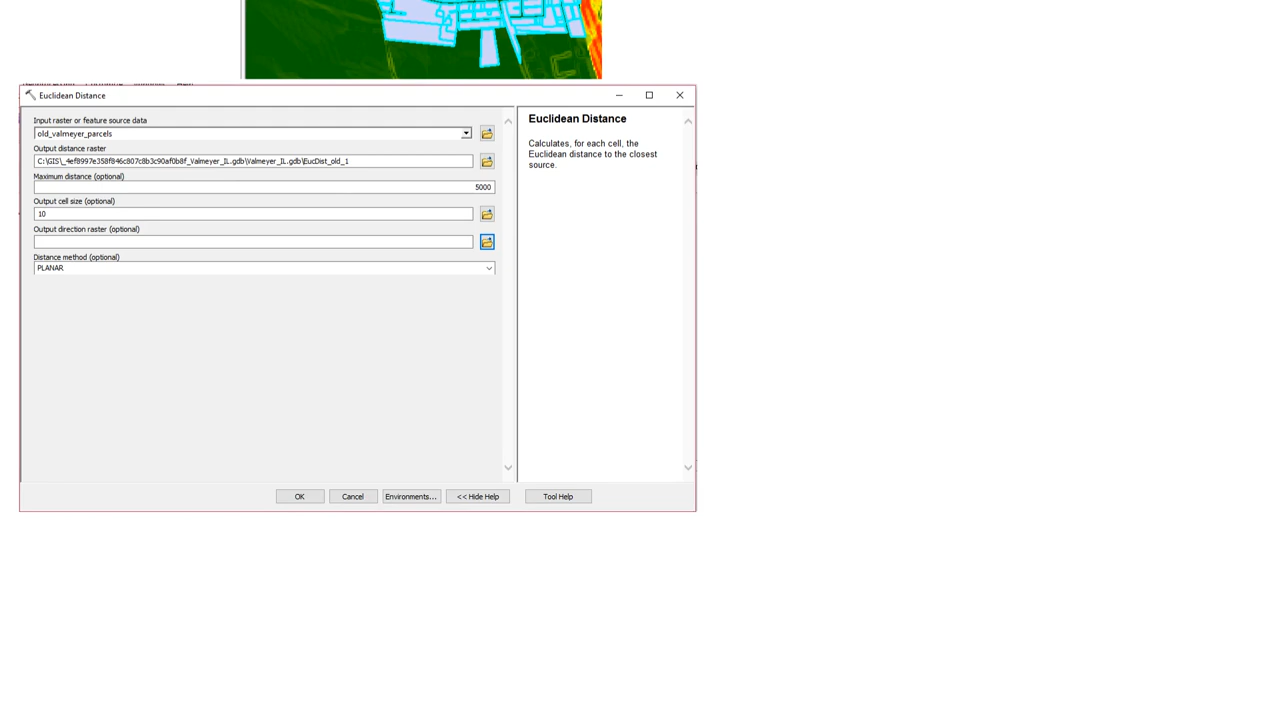 Euclidean Distance
Input raster or feature source data
old_valmeyer_parcels
Output distance raster
C:\GIS\_4ef8997e358f846c807c8b3c90af0b8f_Valmeyer_IL.gdb\Valmeyer_IL.gdb\EucDist_old_1
Maximum distance (optional)
5000
Output cell size (optional)
10
Output direction raster (optional)
Distance method (optional)
PLANAR
Euclidean Distance
Calculates, for each cell, the
Euclidean distance to the closest
source.
OK
Cancel
Environments...
<< Hide Help
Tool Help